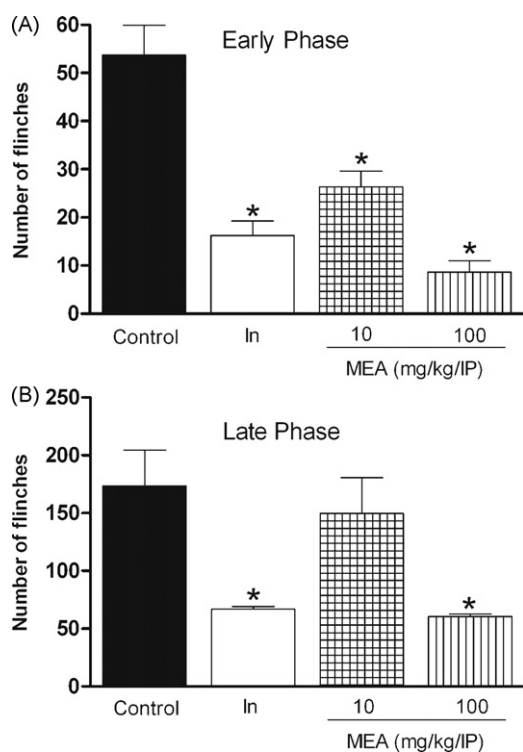 (A)
Early Phase
Number of flinches
60
50
40
30
20
10
0
*
*
*
Control
In
10
100
MEA (mg/kg/IP)
(B)
Late Phase
Number of flinches
250
200
150
100
50
0
*
*
Control
In
10
100
MEA (mg/kg/IP)